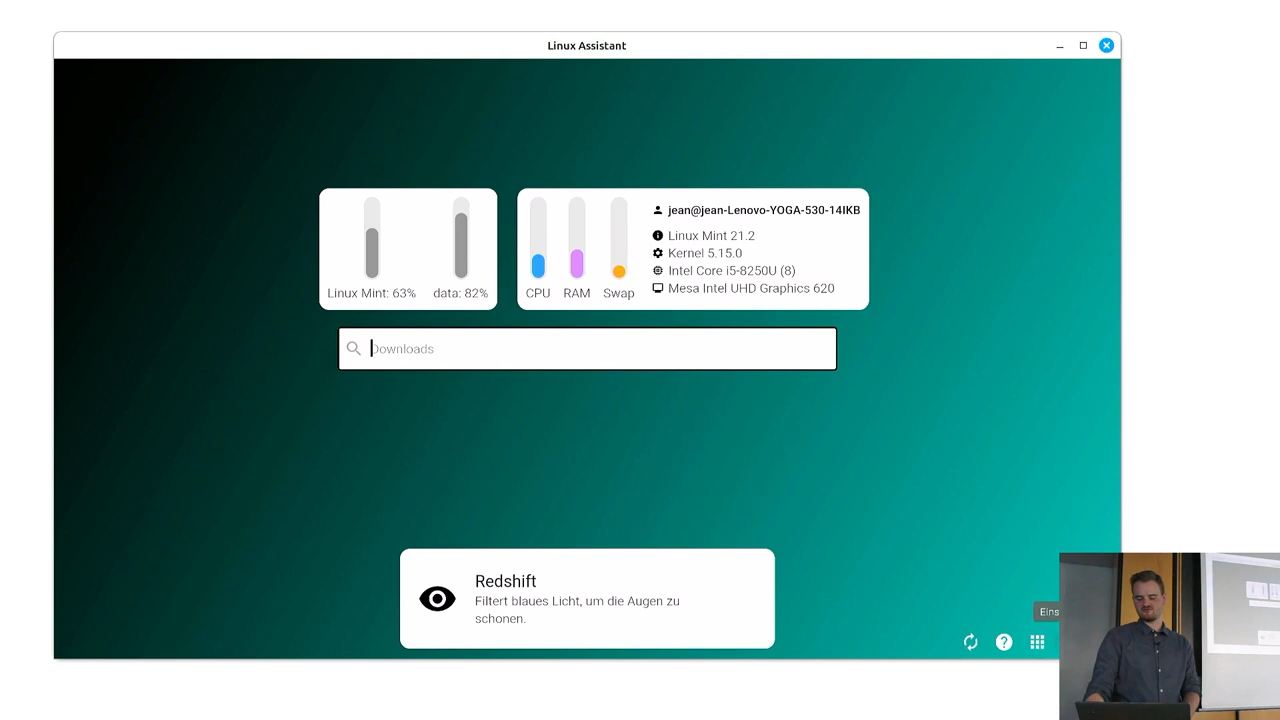 Linux Assistant
Linux Mint: 63%
data: 82%
CPU
RAM
Swap
jean@jean-Lenovo-YOGA-530-14IKB
Linux Mint 21.2
Kernel 5.15.0
Intel Core i5-8250U (8)
Mesa Intel UHD Graphics 620
Downloads
Redshift
Filtert blaues Licht, um die Augen zu
schonen.
Eins